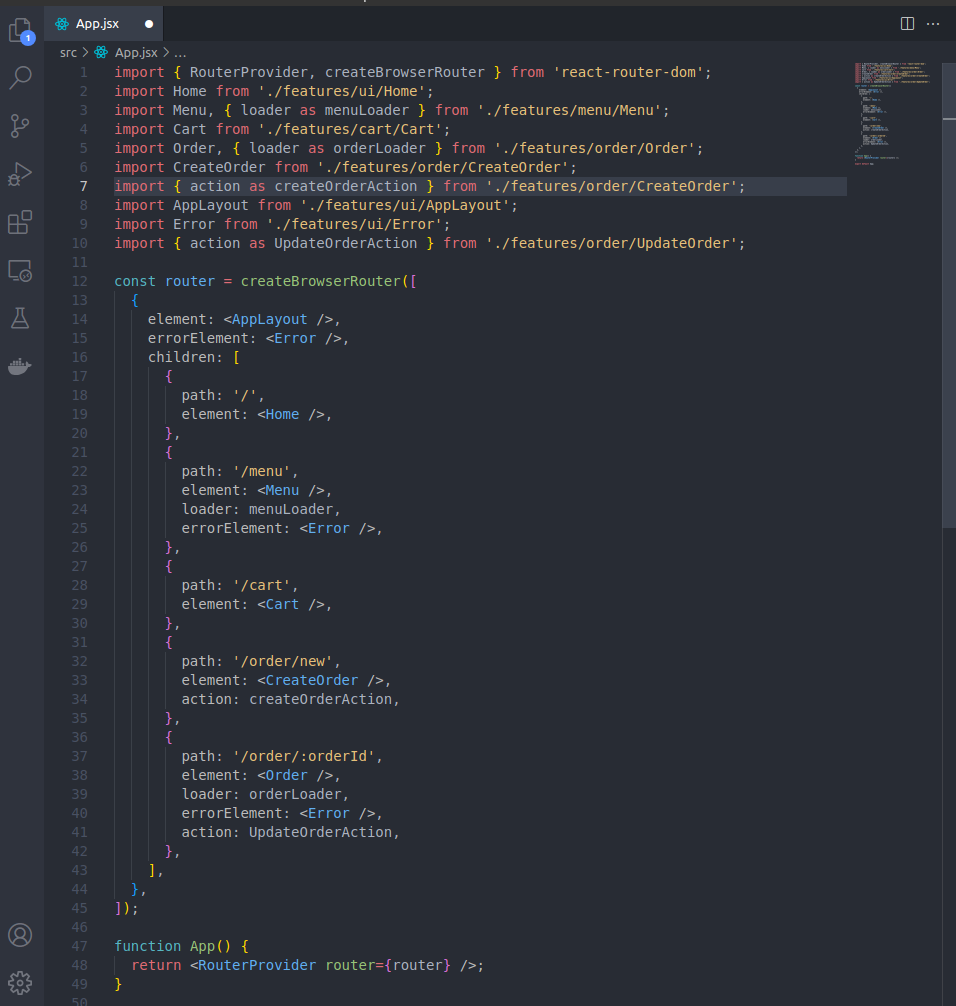 App.jsx
1
src
App.jsx
...
1 import { RouterProvider, createBrowserRouter } from 'react-router-dom';
2 import Home from './features/ui/Home';
3 import Menu, { loader as menuLoader } from './features/menu/Menu';
4 import Cart from './features/cart/Cart';
5 import Order, { loader as orderLoader } from './features/order/Order';
6 import CreateOrder from './features/order/CreateOrder';
7 import { action as createOrderAction } from './features/order/CreateOrder';
8 import AppLayout from './features/ui/AppLayout';
9 import Error from './features/ui/Error';
10 import { action as UpdateOrderAction } from './features/order/UpdateOrder';
11
12 const router = createBrowserRouter([
13   {
14     element: <AppLayout />,
15     errorElement: <Error />,
16     children: [
17       {
18         path: '/',
19         element: <Home />,
20       },
21       {
22         path: '/menu',
23         element: <Menu />,
24         loader: menuLoader,
25         errorElement: <Error />,
26       },
27       {
28         path: '/cart',
29         element: <Cart />,
30       },
31       {
32         path: '/order/new',
33         element: <CreateOrder />,
34         action: createOrderAction,
35       },
36       {
37         path: '/order/:orderId',
38         element: <Order />,
39         loader: orderLoader,
40         errorElement: <Error />,
41         action: UpdateOrderAction,
42       },
43     ],
44   },
45 ]);
46
47 function App() {
48   return <RouterProvider router={router} />;
49 }
50